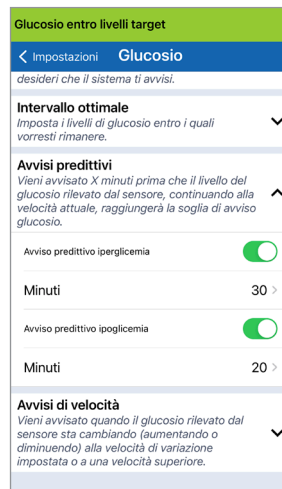 Glucosio entro livelli target
Impostazioni Glucosio
desideri che il sistema ti avvisi.
Intervallo ottimale
Imposta i livelli di glucosio entro i quali
vorresti rimanere.
Avvisi predittivi
Vieni avvisato X minuti prima che il livello del
glucosio rilevato dal sensore, continuando alla
velocità attuale, raggiungerà la soglia di avviso
glucosio.
Avviso predittivo iperglicemia
Minuti 30
Avviso predittivo ipoglicemia
Minuti 20
Avvisi di velocità
Vieni avvisato quando il glucosio rilevato dal
sensore sta cambiando (aumentando o
diminuendo) alla velocità di variazione
impostata o a una velocità superiore.